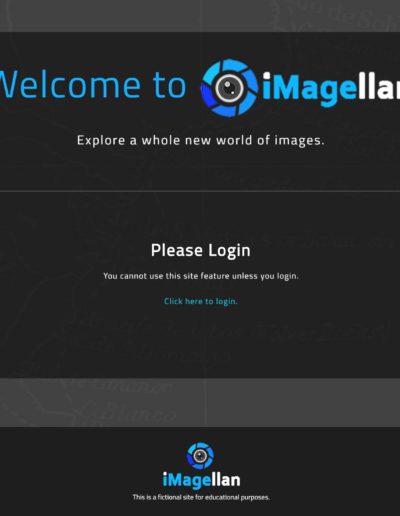 Welcome to iMagellan
Explore a whole new world of images.
Please Login
You cannot use this site feature unless you login.
Click here to login.
iMagellan
This is a fictional site for educational purposes.